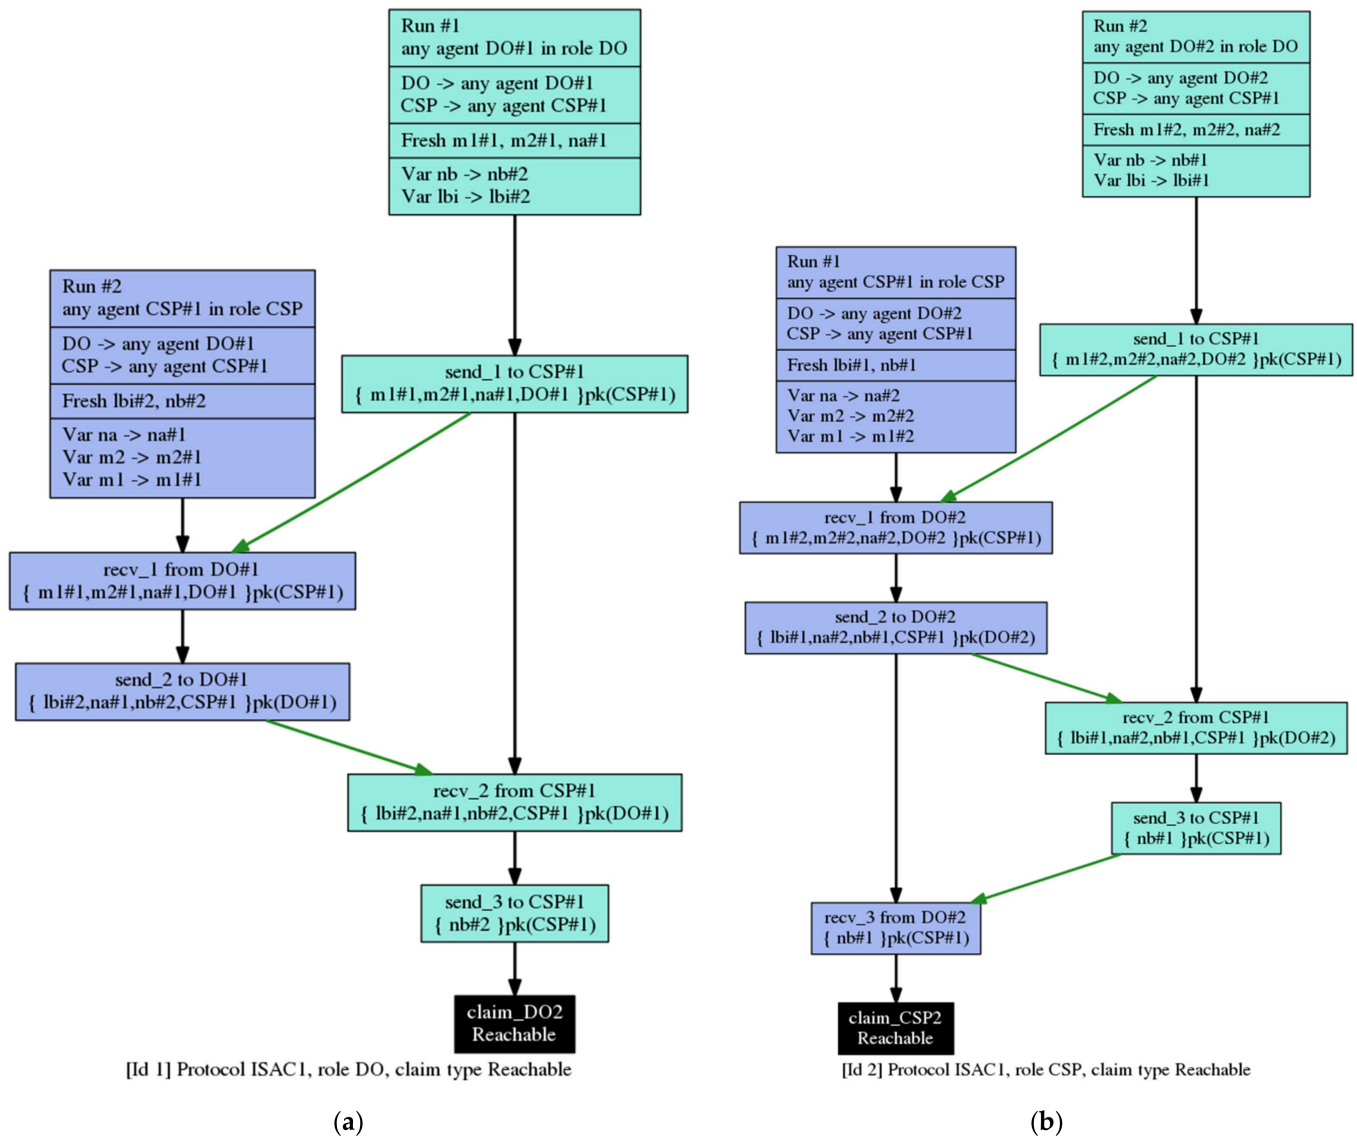 Run #1
any agent DO#1 in role DO
DO -> any agent DO#1
CSP -> any agent CSP#1
Fresh m1#1, m2#1, na#1
Var nb -> nb#2
Var lbi -> lbi#2
Run #2
any agent CSP#1 in role CSP
DO -> any agent DO#1
CSP -> any agent CSP#1
Fresh lbi#2, nb#2
Var na -> na#1
Var m2 -> m2#1
Var m1 -> m1#1
send_1 to CSP#1
{ m1#1,m2#1,na#1,DO#1 }pk(CSP#1)
recv_1 from DO#1
{ m1#1,m2#1,na#1,DO#1 }pk(CSP#1)
send_2 to DO#1
{ lbi#2,na#1,nb#2,CSP#1 }pk(DO#1)
recv_2 from CSP#1
{ lbi#2,na#1,nb#2,CSP#1 }pk(DO#1)
send_3 to CSP#1
{ nb#2 }pk(CSP#1)
claim_DO2
Reachable
[Id 1] Protocol ISAC1, role DO, claim type Reachable
(a)
Run #2
any agent DO#2 in role DO
DO -> any agent DO#2
CSP -> any agent CSP#1
Fresh m1#2, m2#2, na#2
Var nb -> nb#1
Var lbi -> lbi#1
Run #1
any agent CSP#1 in role CSP
DO -> any agent DO#2
CSP -> any agent CSP#1
Fresh lbi#1, nb#1
Var na -> na#2
Var m2 -> m2#2
Var m1 -> m1#2
send_1 to CSP#1
{ m1#2,m2#2,na#2,DO#2 }pk(CSP#1)
recv_1 from DO#2
{ m1#2,m2#2,na#2,DO#2 }pk(CSP#1)
send_2 to DO#2
{ lbi#1,na#2,nb#1,CSP#1 }pk(DO#2)
recv_2 from CSP#1
{ lbi#1,na#2,nb#1,CSP#1 }pk(DO#2)
send_3 to CSP#1
{ nb#1 }pk(CSP#1)
recv_3 from DO#2
{ nb#1 }pk(CSP#1)
claim_CSP2
Reachable
[Id 2] Protocol ISAC1, role CSP, claim type Reachable
(b)